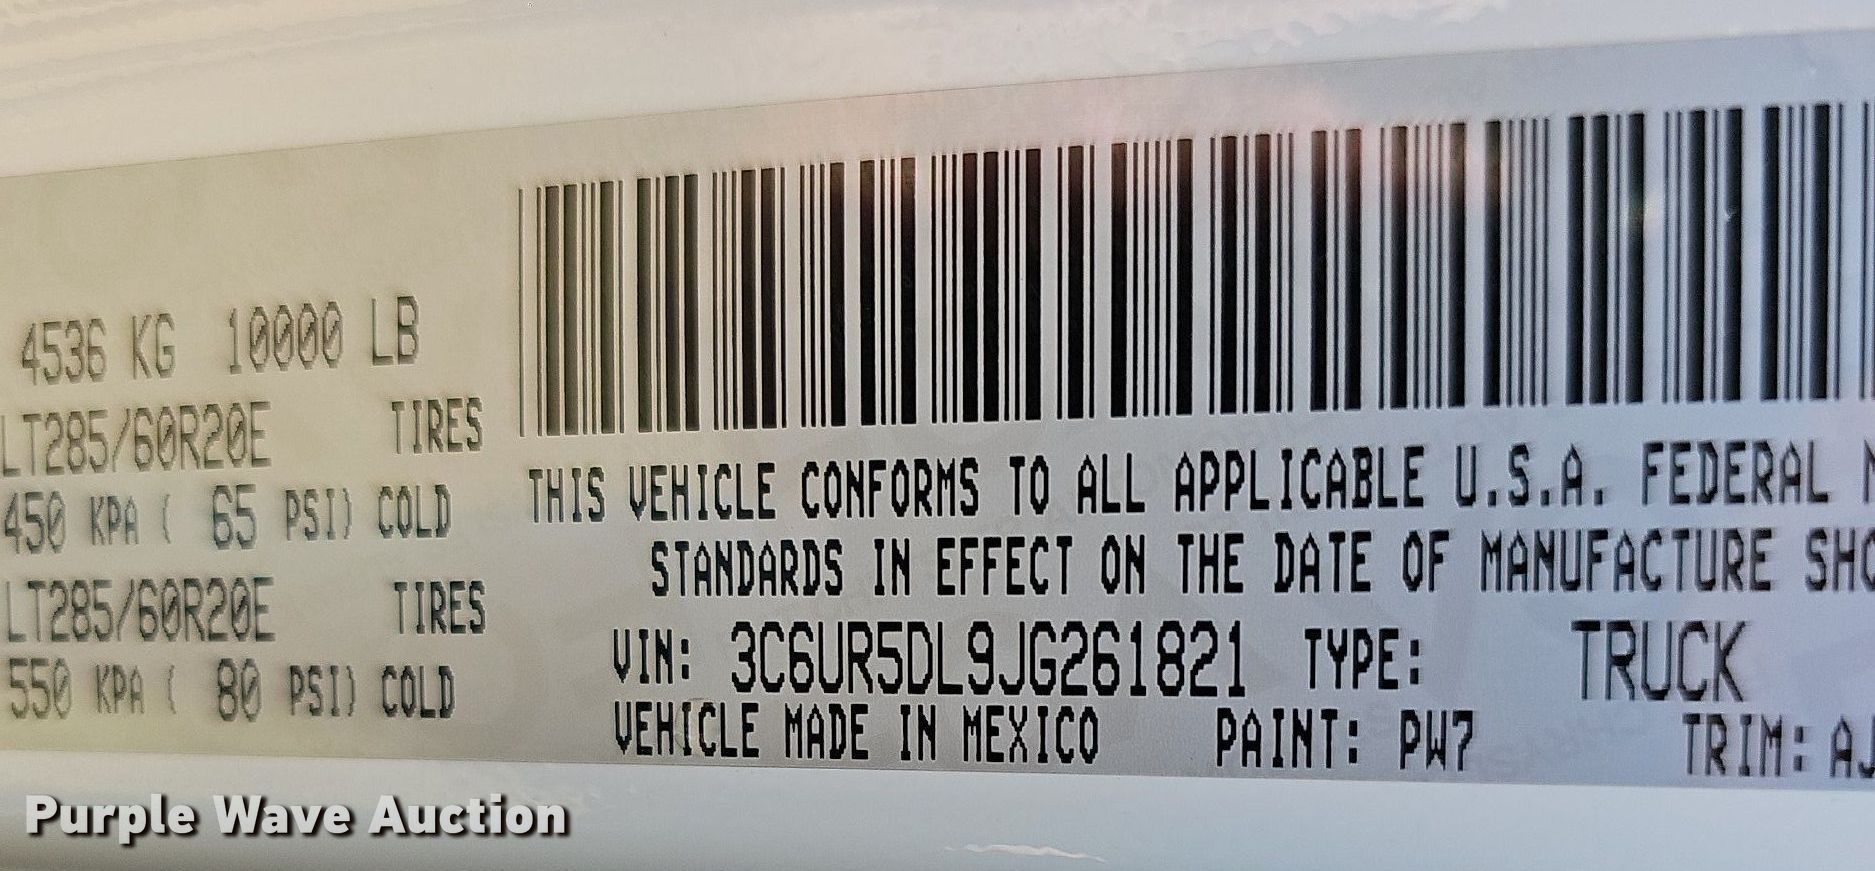 4536 KG 10000 LB
LT285/60R20E TIRES
450 KPA ( 65 PSI) COLD
LT285/60R20E TIRES
550 KPA ( 80 PSI) COLD
THIS VEHICLE CONFORMS TO ALL APPLICABLE U.S.A. FEDERAL
STANDARDS IN EFFECT ON THE DATE OF MANUFACTURE SHO
VIN: 3C6UR5DL9JG261821 TYPE: TRUCK
VEHICLE MADE IN MEXICO PAINT: PW7 TRIM: AJ
Purple Wave Auction